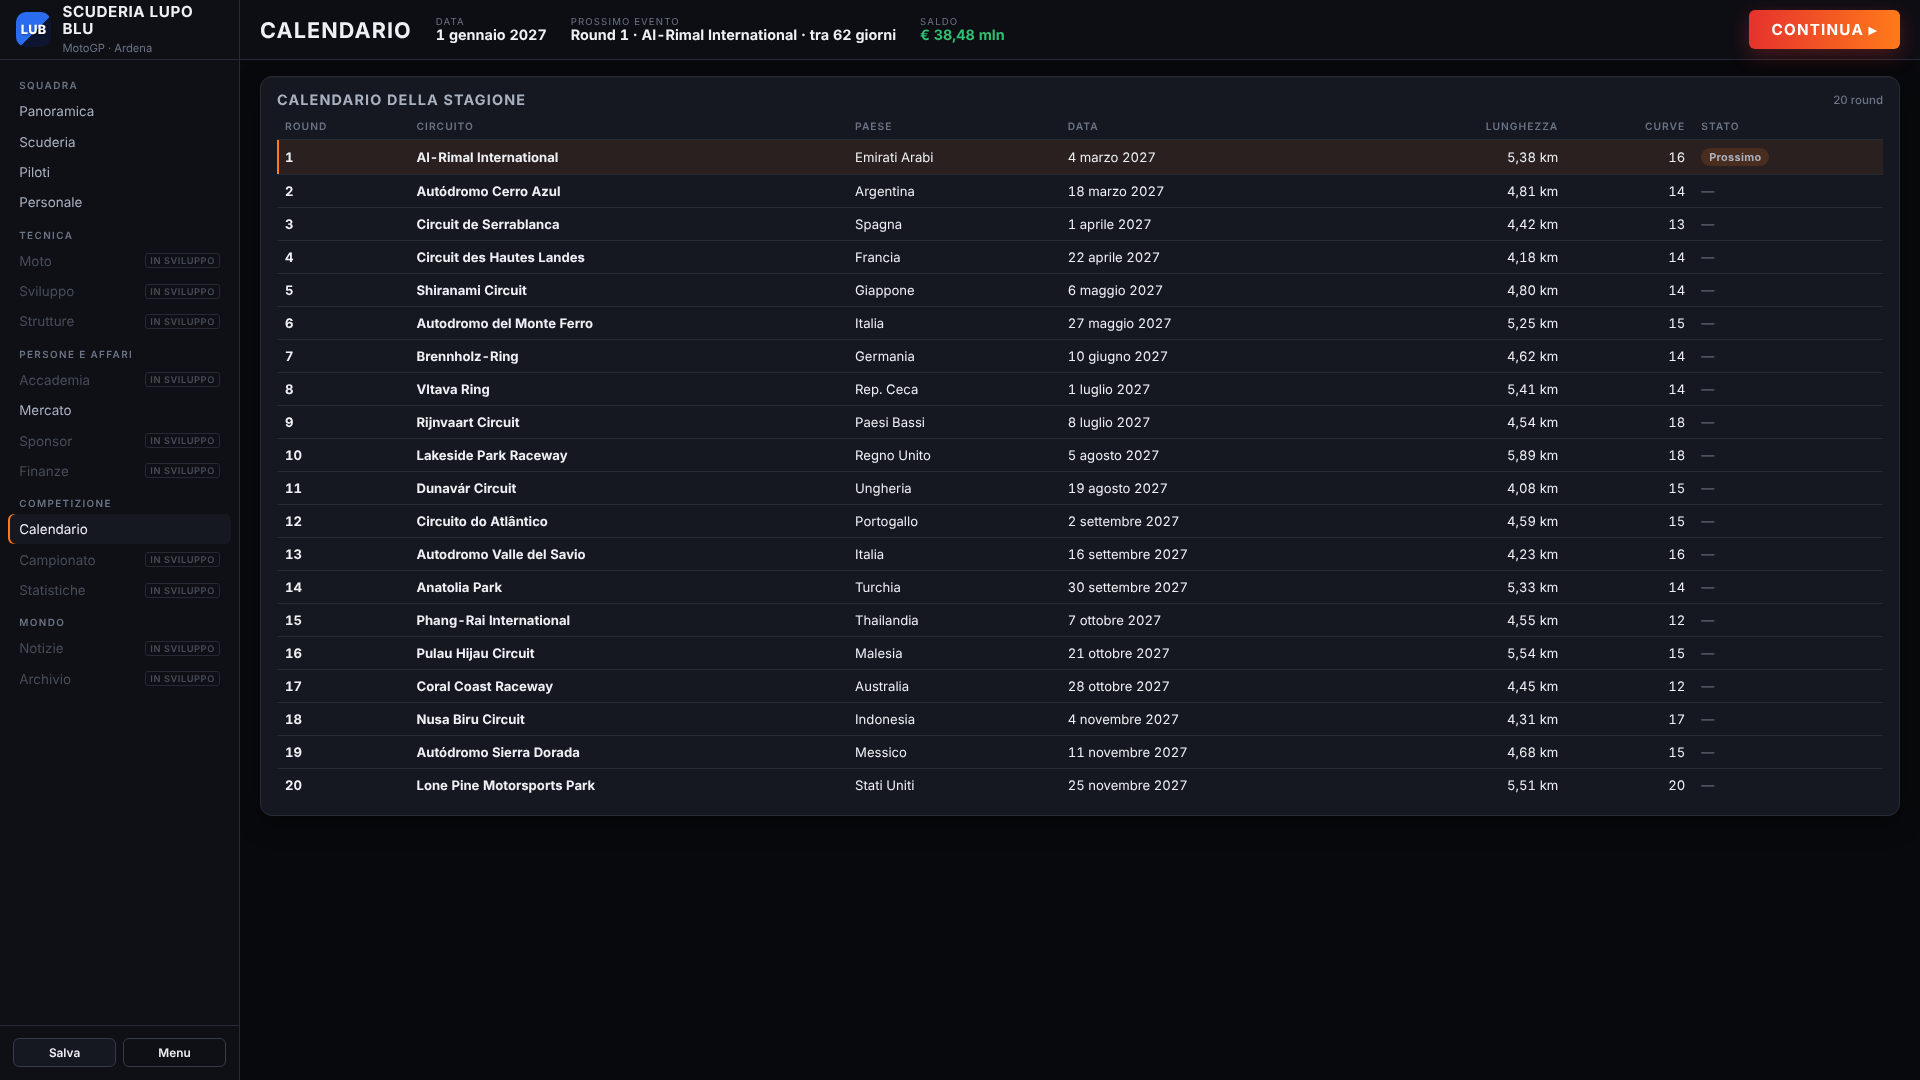 LUB
SCUDERIA LUPO
BLU
MotoGP · Ardena
CALENDARIO
DATA
1 gennaio 2027
PROSSIMO EVENTO
Round 1 · Al-Rimal International · tra 62 giorni
SALDO
€ 38,48 mln
CONTINUA ▸
SQUADRA
Panoramica
Scuderia
Piloti
Personale
TECNICA
Moto IN SVILUPPO
Sviluppo IN SVILUPPO
Strutture IN SVILUPPO
PERSONE E AFFARI
Accademia IN SVILUPPO
Mercato
Sponsor IN SVILUPPO
Finanze IN SVILUPPO
COMPETIZIONE
Calendario
Campionato IN SVILUPPO
Statistiche IN SVILUPPO
MONDO
Notizie IN SVILUPPO
Archivio IN SVILUPPO
Salva Menu
CALENDARIO DELLA STAGIONE 20 round
ROUND CIRCUITO PAESE DATA LUNGHEZZA CURVE STATO
1 Al-Rimal International Emirati Arabi 4 marzo 2027 5,38 km 16 Prossimo
2 Autódromo Cerro Azul Argentina 18 marzo 2027 4,81 km 14 —
3 Circuit de Serrablanca Spagna 1 aprile 2027 4,42 km 13 —
4 Circuit des Hautes Landes Francia 22 aprile 2027 4,18 km 14 —
5 Shiranami Circuit Giappone 6 maggio 2027 4,80 km 14 —
6 Autodromo del Monte Ferro Italia 27 maggio 2027 5,25 km 15 —
7 Brennholz-Ring Germania 10 giugno 2027 4,62 km 14 —
8 Vltava Ring Rep. Ceca 1 luglio 2027 5,41 km 14 —
9 Rijnvaart Circuit Paesi Bassi 8 luglio 2027 4,54 km 18 —
10 Lakeside Park Raceway Regno Unito 5 agosto 2027 5,89 km 18 —
11 Dunavár Circuit Ungheria 19 agosto 2027 4,08 km 15 —
12 Circuito do Atlântico Portogallo 2 settembre 2027 4,59 km 15 —
13 Autodromo Valle del Savio Italia 16 settembre 2027 4,23 km 16 —
14 Anatolia Park Turchia 30 settembre 2027 5,33 km 14 —
15 Phang-Rai International Thailandia 7 ottobre 2027 4,55 km 12 —
16 Pulau Hijau Circuit Malesia 21 ottobre 2027 5,54 km 15 —
17 Coral Coast Raceway Australia 28 ottobre 2027 4,45 km 12 —
18 Nusa Biru Circuit Indonesia 4 novembre 2027 4,31 km 17 —
19 Autódromo Sierra Dorada Messico 11 novembre 2027 4,68 km 15 —
20 Lone Pine Motorsports Park Stati Uniti 25 novembre 2027 5,51 km 20 —